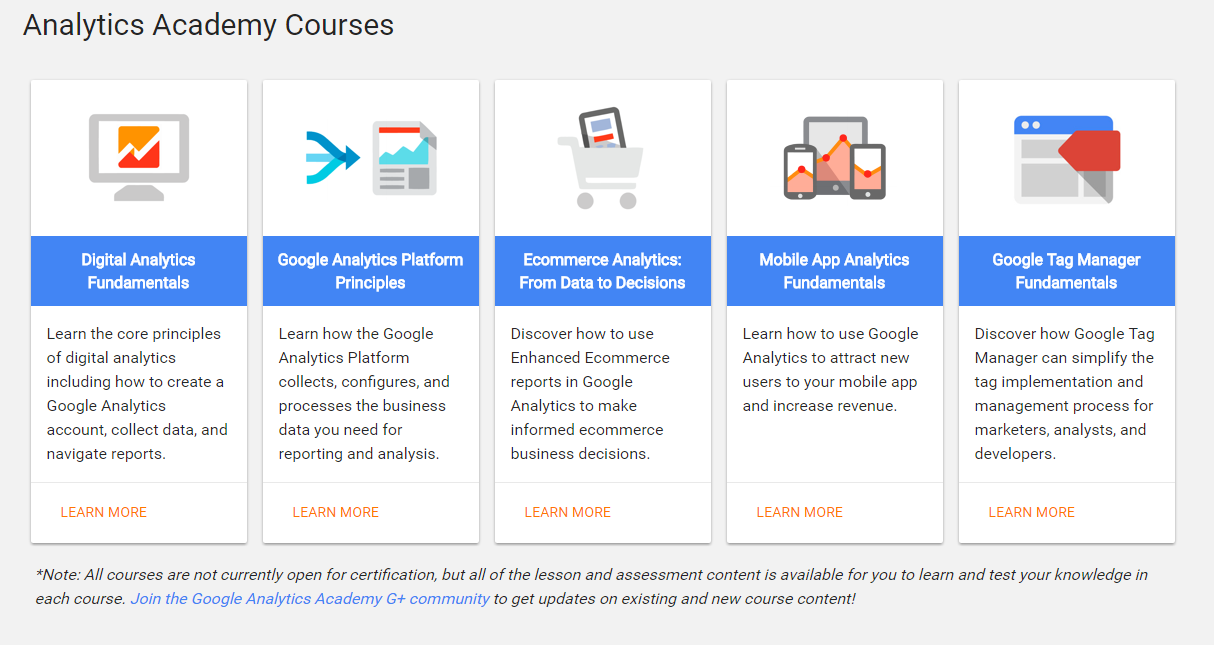 Analytics Academy Courses
Digital Analytics
Fundamentals
Learn the core principles
of digital analytics
including how to create a
Google Analytics
account, collect data, and
navigate reports.
LEARN MORE
Google Analytics Platform
Principles
Learn how the Google
Analytics Platform
collects, configures, and
processes the business
data you need for
reporting and analysis.
LEARN MORE
Ecommerce Analytics:
From Data to Decisions
Discover how to use
Enhanced Ecommerce
reports in Google
Analytics to make
informed ecommerce
business decisions.
LEARN MORE
Mobile App Analytics
Fundamentals
Learn how to use Google
Analytics to attract new
users to your mobile app
and increase revenue.
LEARN MORE
Google Tag Manager
Fundamentals
Discover how Google Tag
Manager can simplify the
tag implementation and
management process for
marketers, analysts, and
developers.
LEARN MORE
*Note: All courses are not currently open for certification, but all of the lesson and assessment content is available for you to learn and test your knowledge in
each course. Join the Google Analytics Academy G+ community to get updates on existing and new course content!